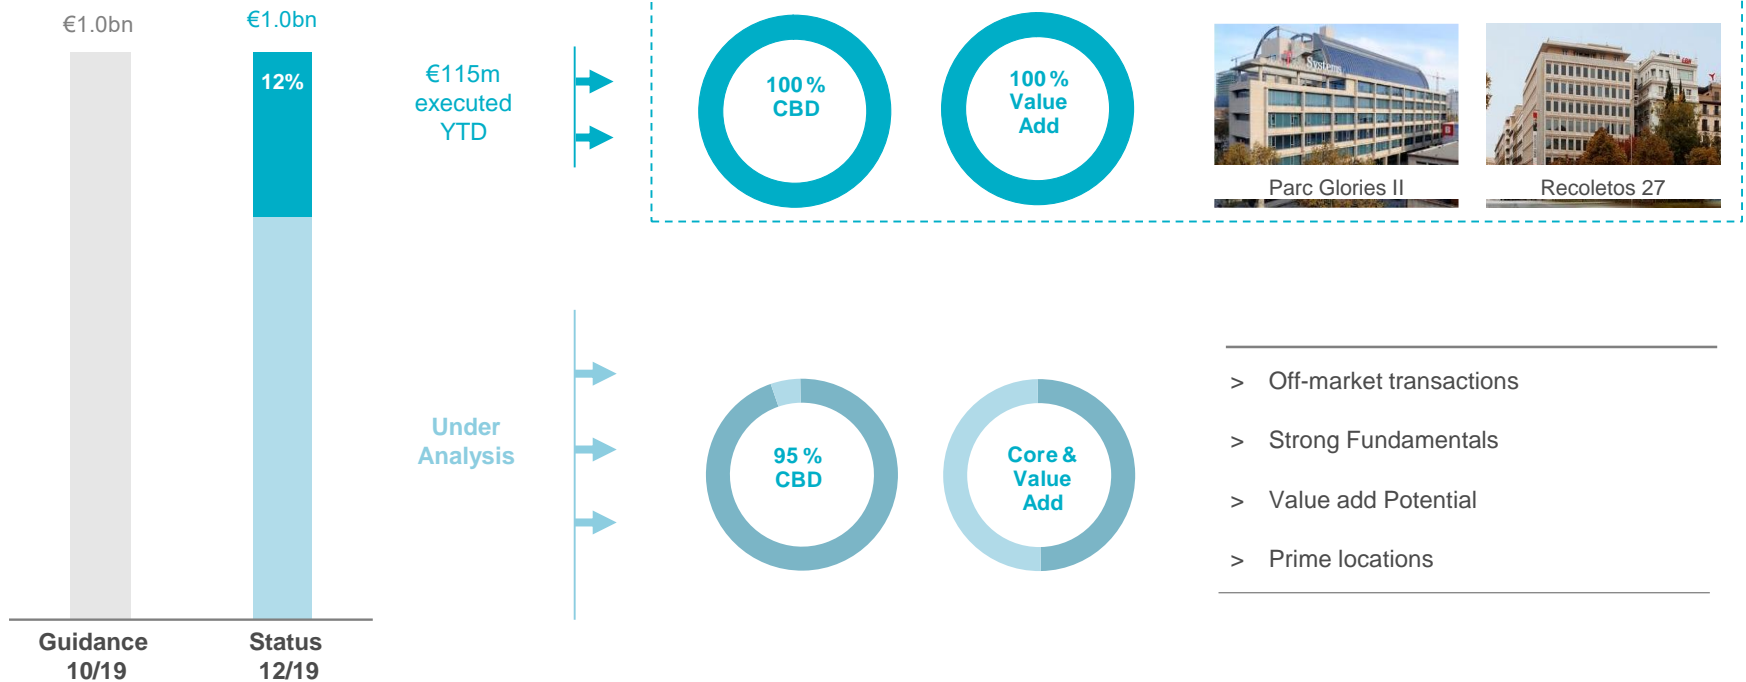 €1.0bn
€1.0bn
12%
€115m
executed
YTD
100 %
CBD
100 %
Value
Add
Systems
Parc Glories II
Recoletos 27
Under
Analysis
95 %
CBD
Core &
Value
Add
> Off-market transactions
> Strong Fundamentals
> Value add Potential
> Prime locations
Guidance
10/19
Status
12/19